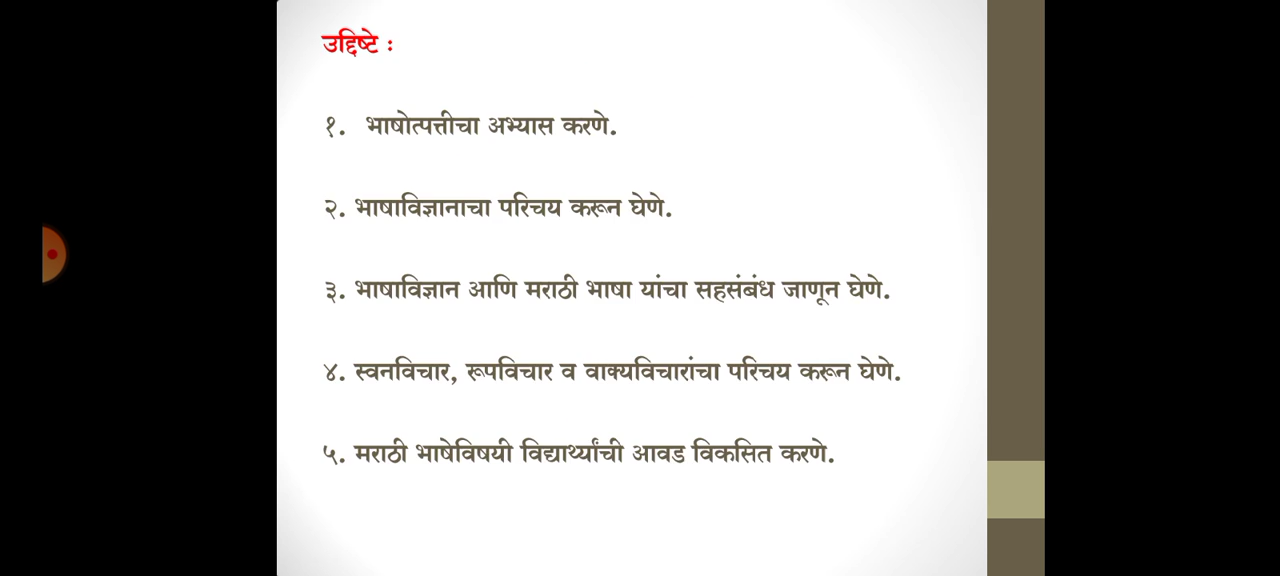 उद्दिष्टे :
१. भाषोत्पत्तीचा अभ्यास करणे.
२. भाषाविज्ञानाचा परिचय करून घेणे.
३. भाषाविज्ञान आणि मराठी भाषा यांचा सहसंबंध जाणून घेणे.
४. स्वनविचार, रूपविचार व वाक्यविचारांचा परिचय करून घेणे.
५. मराठी भाषेविषयी विद्यार्थ्यांची आवड विकसित करणे.